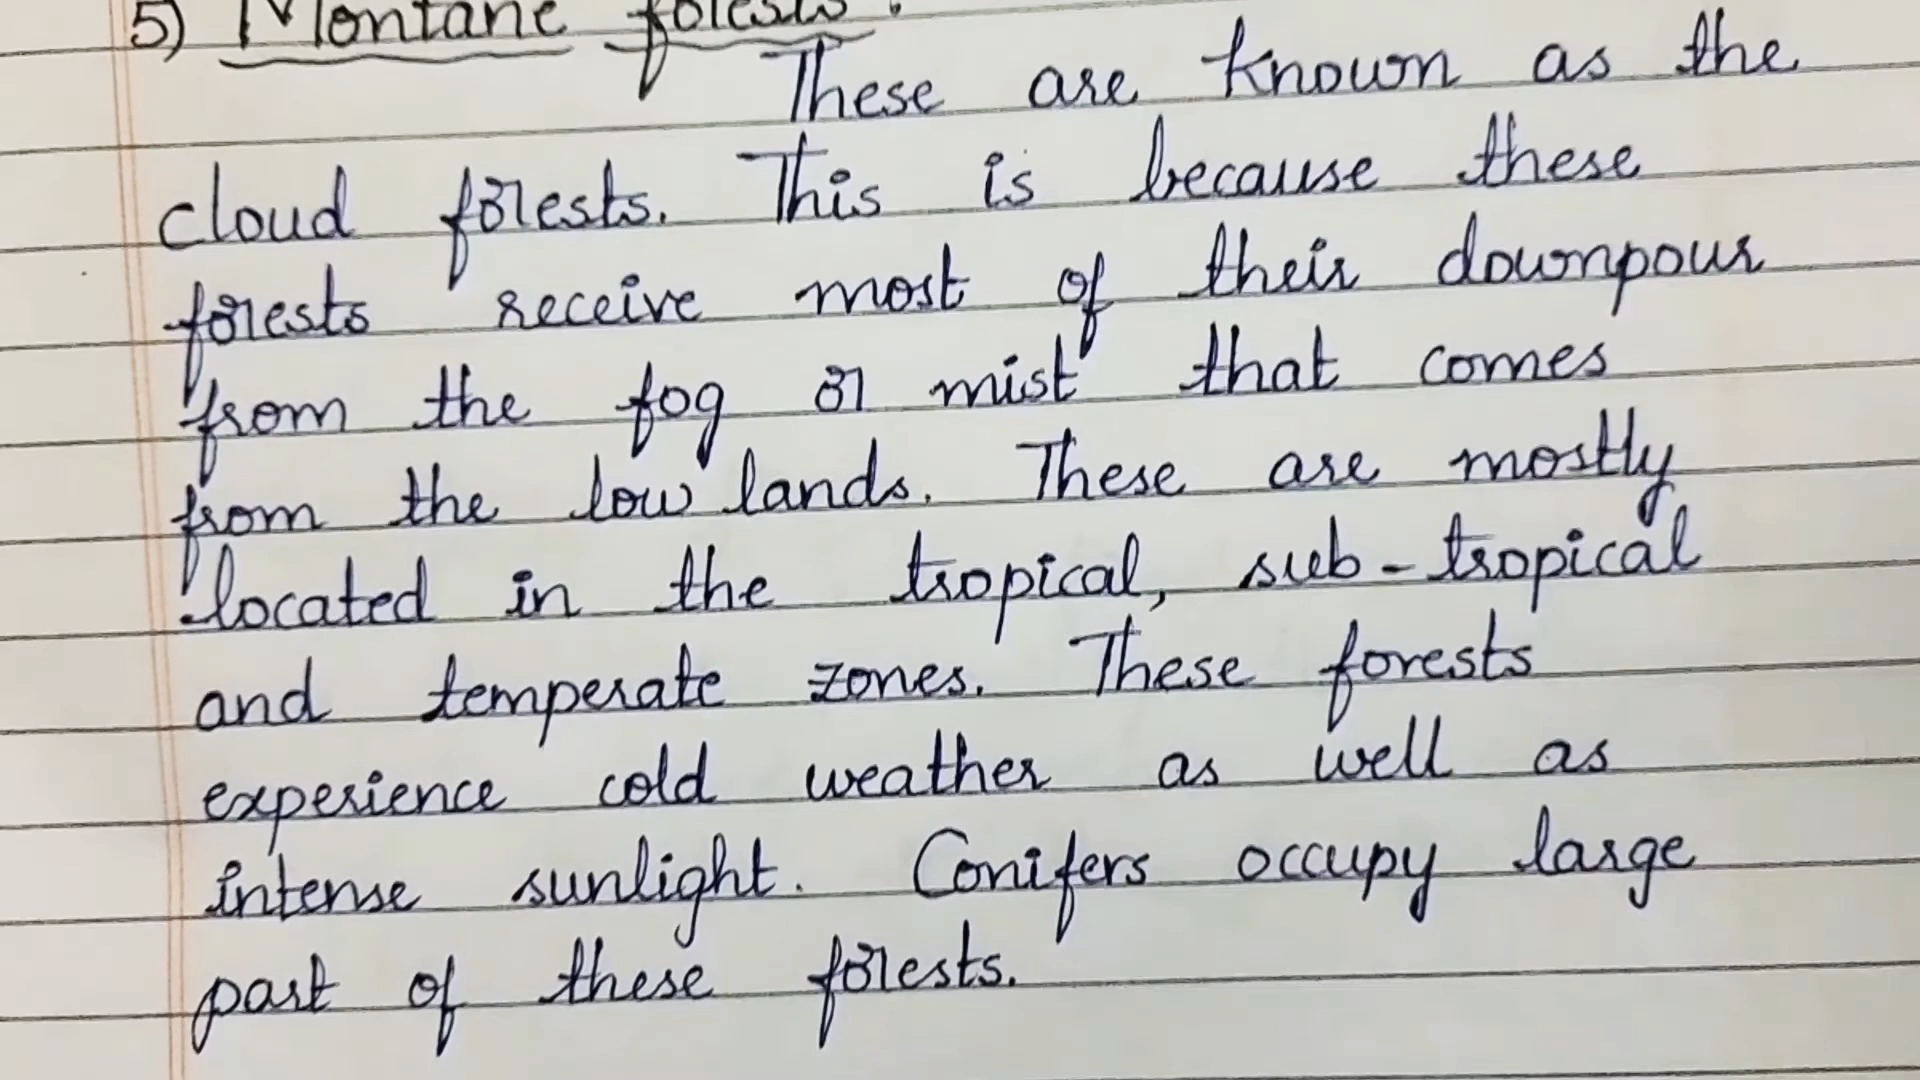 5) Montane forests:
These are known as the
cloud forests. This is because these
forests receive most of their downpour
from the fog or mist that comes
from the low lands. These are mostly
located in the tropical, sub-tropical
and temperate zones. These forests
experience cold weather as well as
intense sunlight. Conifers occupy large
part of these forests.